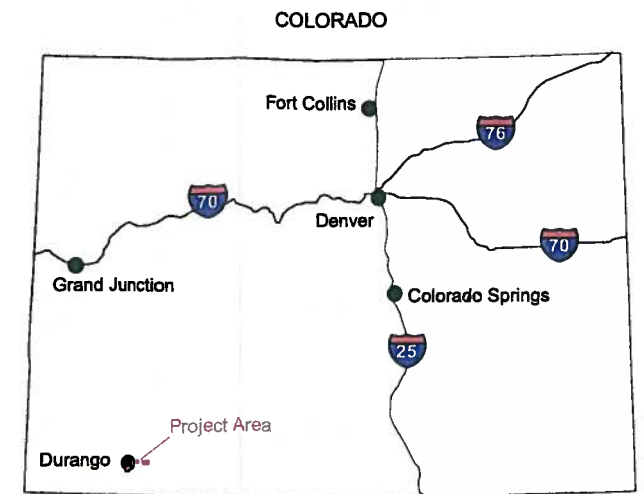 COLORADO
Fort Collins
76
70
Denver
70
Grand Junction
Colorado Springs
25
Project Area
Durango